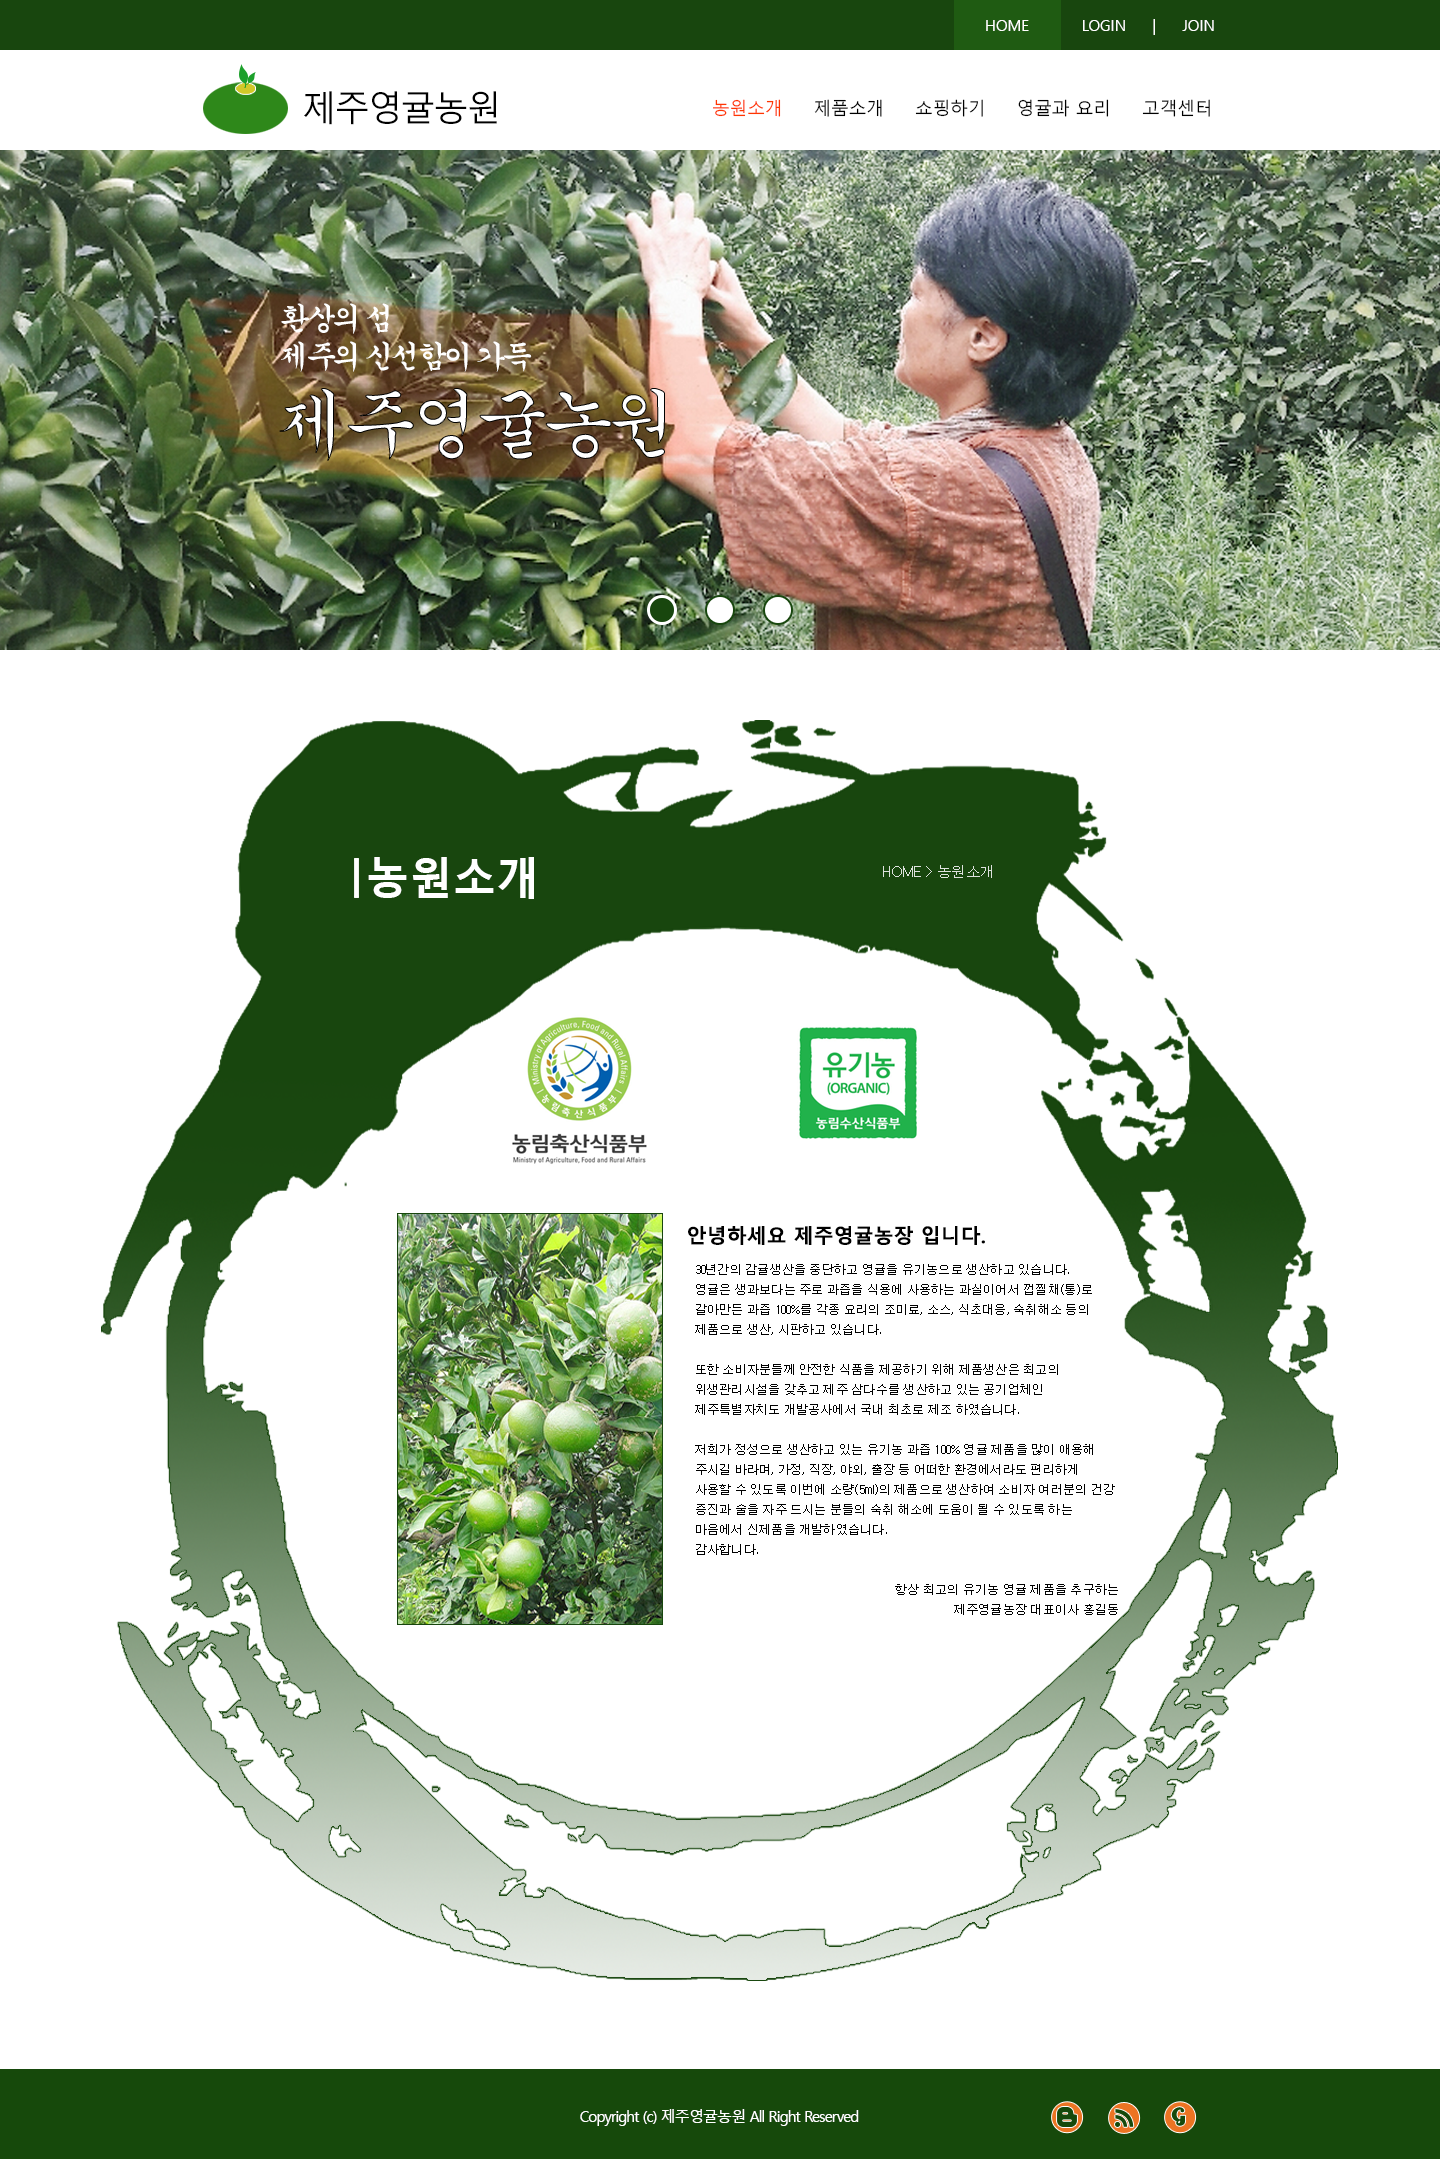 HOME
LOGIN | JOIN
제주영귤농원
농원소개 제품소개 쇼핑하기 영귤과 요리 고객센터
환상의 섬
제주의 신선함이 가득
제주영귤농원
|농원소개
HOME > 농원소개
Ministry of Agriculture, Food and Rural Affairs
농림축산식품부
농림축산식품부
Ministry of Agriculture, Food and Rural Affairs
유기농
(ORGANIC)
농림수산식품부
안녕하세요 제주영귤농장 입니다.
30년간의 감귤생산을 중단하고 영귤을 유기농으로 생산하고 있습니다.
영귤은 생과보다는 주로 과즙을 식용에 사용하는 과실이어서 껍찔채(통)로
갈아만든 과즙 100%를 각종 요리의 조미료, 소스, 식초대응, 숙취해소 등의
제품으로 생산, 시판하고 있습니다.
또한 소비자분들께 안전한 식품을 제공하기 위해 제품생산은 최고의
위생관리시설을 갖추고 제주 삼다수를 생산하고 있는 공기업체인
제주특별자치도 개발공사에서 국내 최초로 제조 하였습니다.
저희가 정성으로 생산하고 있는 유기농 과즙 100% 영귤 제품을 많이 애용해
주시길 바라며, 가정, 직장, 야외, 출장 등 어떠한 환경에서라도 편리하게
사용할 수 있도록 이번에 소량(5ml)의 제품으로 생산하여 소비자 여러분의 건강
증진과 술을 자주 드시는 분들의 숙취 해소에 도움이 될 수 있도록 하는
마음에서 신제품을 개발하였습니다.
감사합니다.
항상 최고의 유기농 영귤 제품을 추구하는
제주영귤농장 대표이사 홍길동
Copyright (c) 제주영귤농원 All Right Reserved